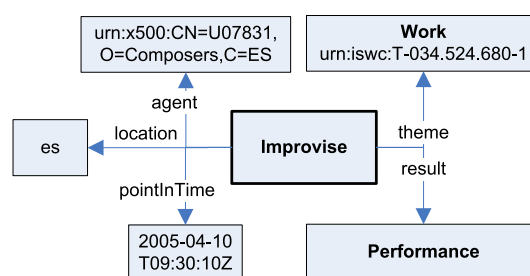 urn:x500:CN=U07831,
O=Composers,C=ES
Work
urn:iswc:T-034.524.680-1
agent
location
theme
es
Improvise
result
pointInTime
2005-04-10
T09:30:10Z
Performance